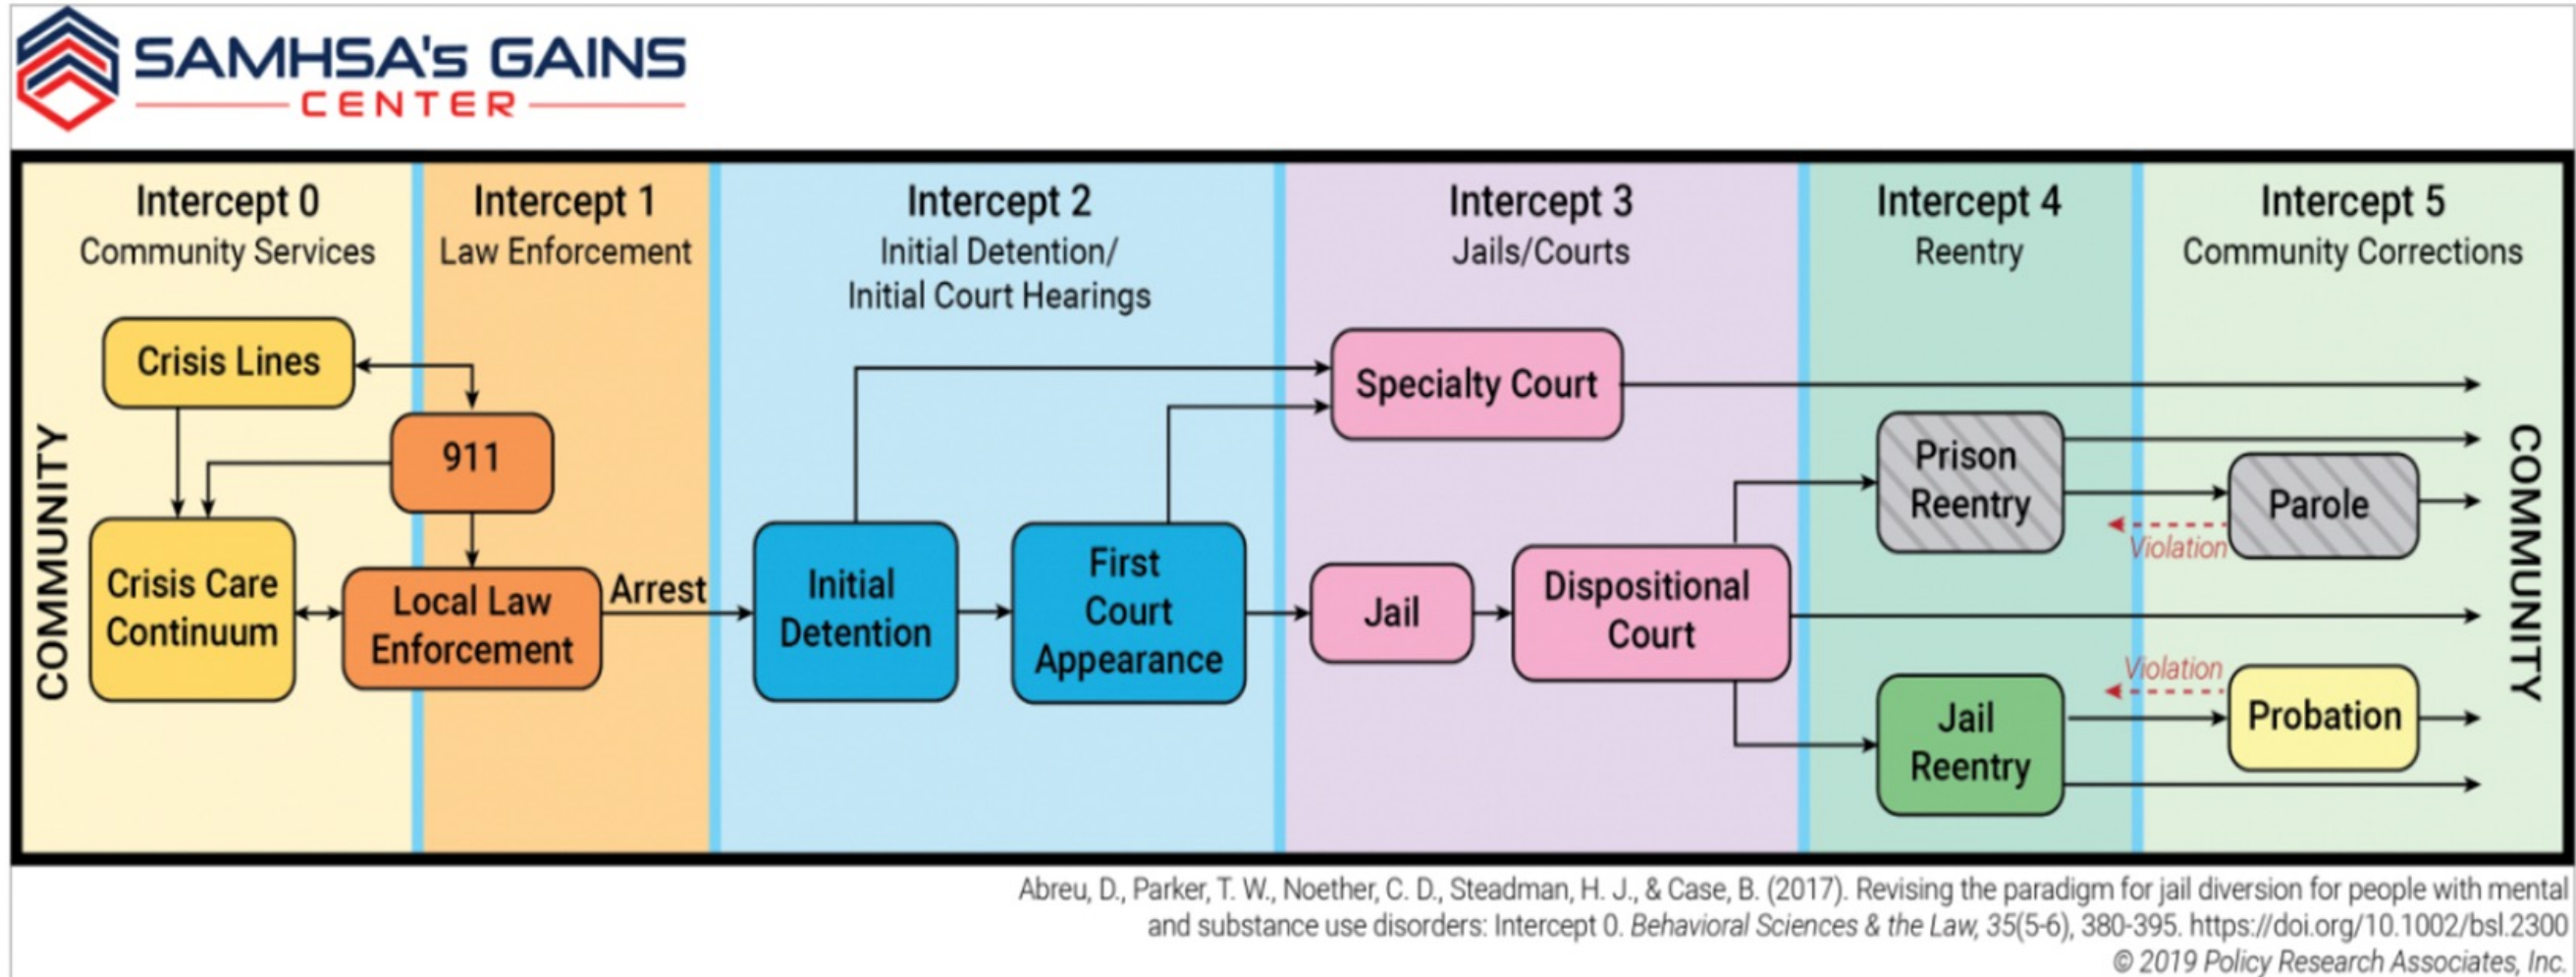 SAMHSA's GAINS
CENTER
Intercept 0
Community Services
Intercept 1
Law Enforcement
Intercept 2
Initial Detention/
Initial Court Hearings
Intercept 3
Jails/Courts
Intercept 4
Reentry
Intercept 5
Community Corrections
COMMUNITY
Crisis Lines
911
Crisis Care
Continuum
Local Law
Enforcement
Arrest
Initial
Detention
First
Court
Appearance
Specialty Court
Jail
Dispositional
Court
Prison
Reentry
Parole
Violation
Violation
Jail
Reentry
Probation
COMMUNITY
Abreu, D., Parker, T. W., Noether, C. D., Steadman, H. J., & Case, B. (2017). Revising the paradigm for jail diversion for people with mental
and substance use disorders: Intercept 0. Behavioral Sciences & the Law, 35(5-6), 380-395. https://doi.org/10.1002/bsl.2300
© 2019 Policy Research Associates, Inc.